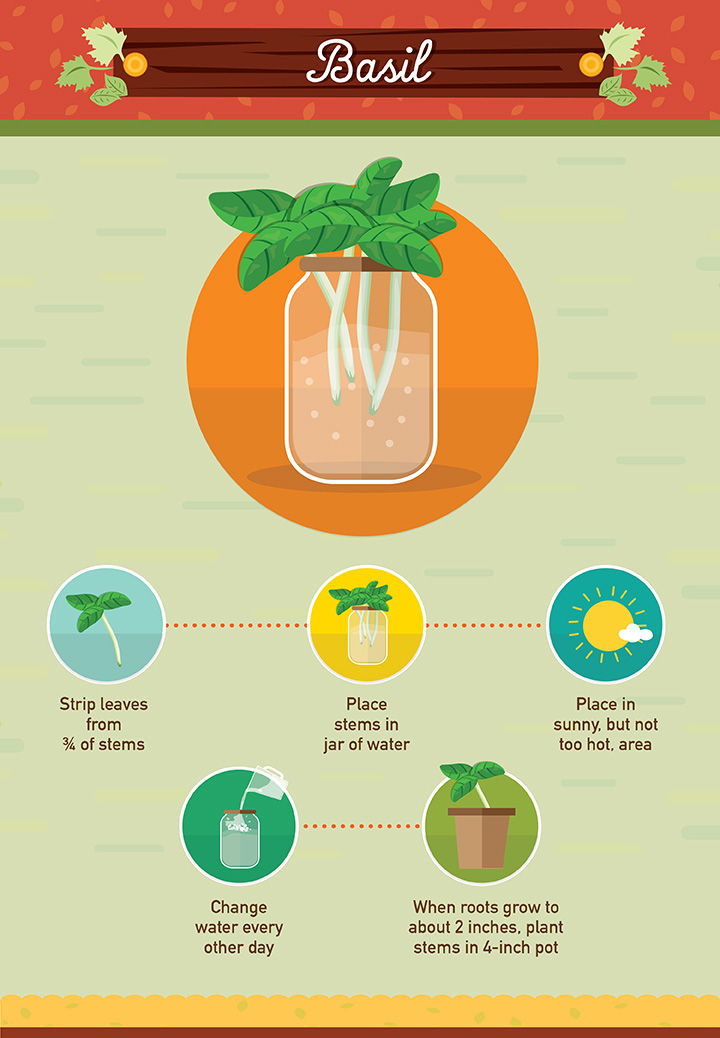 Basil
Strip leaves
from
¾ of stems
Place
stems in
jar of water
Place in
sunny, but not
too hot, area
Change
water every
other day
When roots grow to
about 2 inches, plant
stems in 4-inch pot